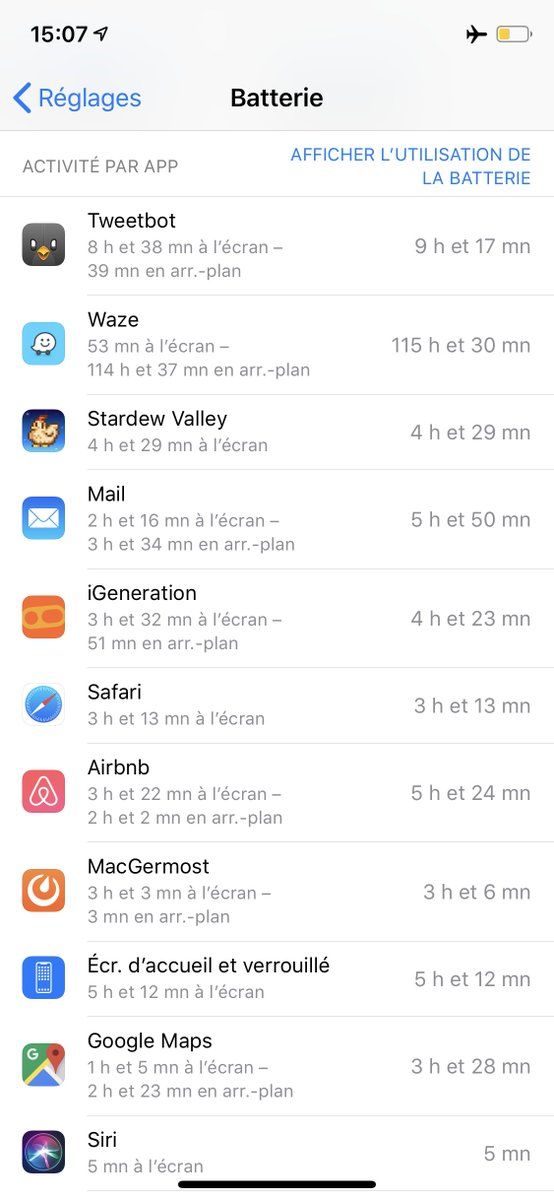 15:07
Réglages
Batterie
ACTIVITÉ PAR APP
AFFICHER L’UTILISATION DE
LA BATTERIE
Tweetbot
8 h et 38 mn à l’écran –
39 mn en arr.-plan
9 h et 17 mn
Waze
53 mn à l’écran –
114 h et 37 mn en arr.-plan
115 h et 30 mn
Stardew Valley
4 h et 29 mn à l’écran
4 h et 29 mn
Mail
2 h et 16 mn à l’écran –
3 h et 34 mn en arr.-plan
5 h et 50 mn
iGeneration
3 h et 32 mn à l’écran –
51 mn en arr.-plan
4 h et 23 mn
Safari
3 h et 13 mn à l’écran
3 h et 13 mn
Airbnb
3 h et 22 mn à l’écran –
2 h et 2 mn en arr.-plan
5 h et 24 mn
MacGermost
3 h et 3 mn à l’écran –
3 mn en arr.-plan
3 h et 6 mn
Écr. d’accueil et verrouillé
5 h et 12 mn à l’écran
5 h et 12 mn
G
Google Maps
1 h et 5 mn à l’écran –
2 h et 23 mn en arr.-plan
3 h et 28 mn
Siri
5 mn à l’écran
5 mn